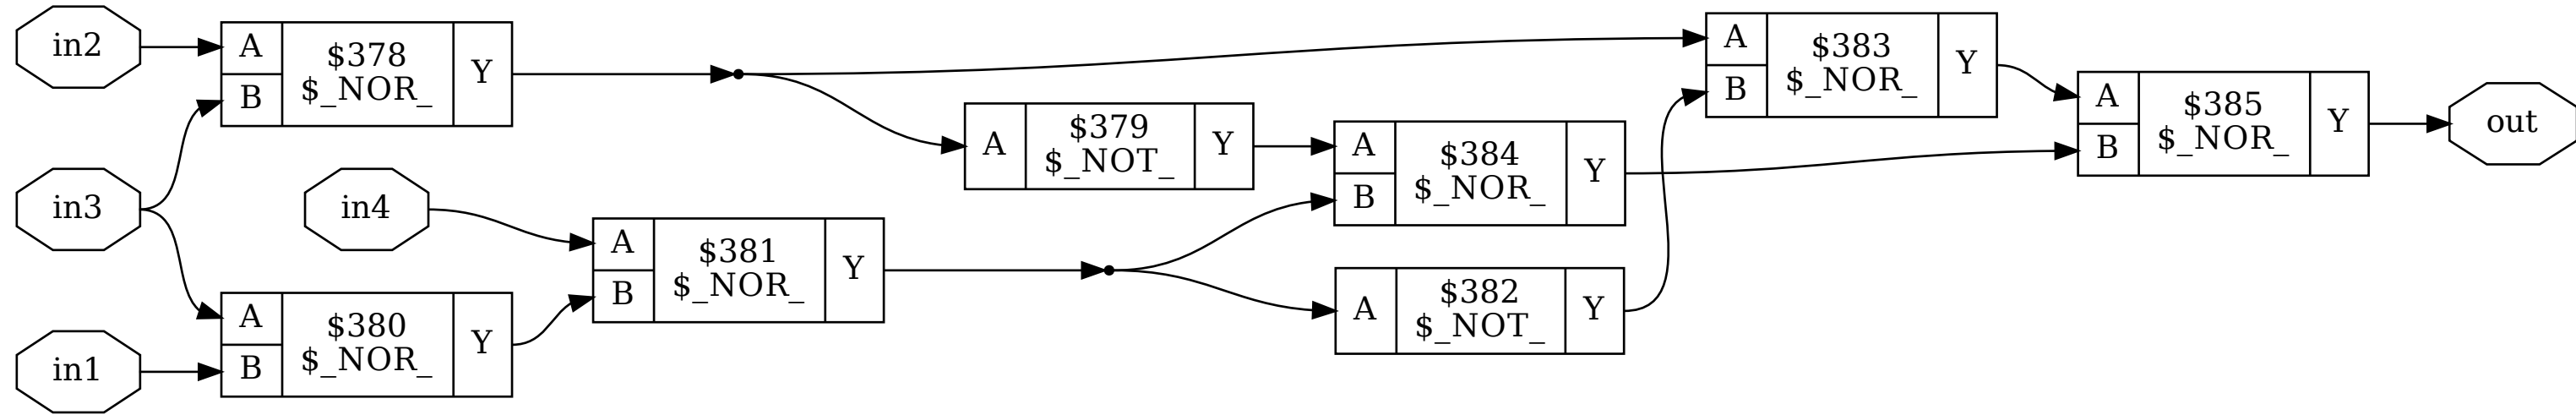 in2
A
B
$378
$_NOR_
Y
in3
in4
in1
A
B
$380
$_NOR_
Y
A
B
$381
$_NOR_
Y
A
$379
$_NOT_
Y
A
B
$384
$_NOR_
Y
A
$382
$_NOT_
Y
A
B
$383
$_NOR_
Y
A
B
$385
$_NOR_
Y
out